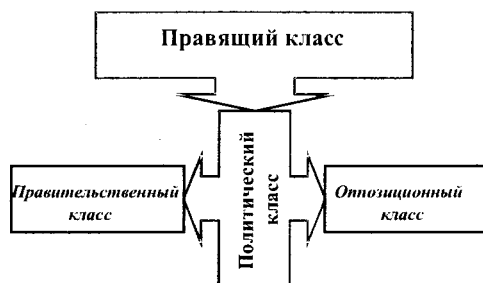 Правящий класс
Политический
класс
Правительственный
класс
Оппозиционный
класс